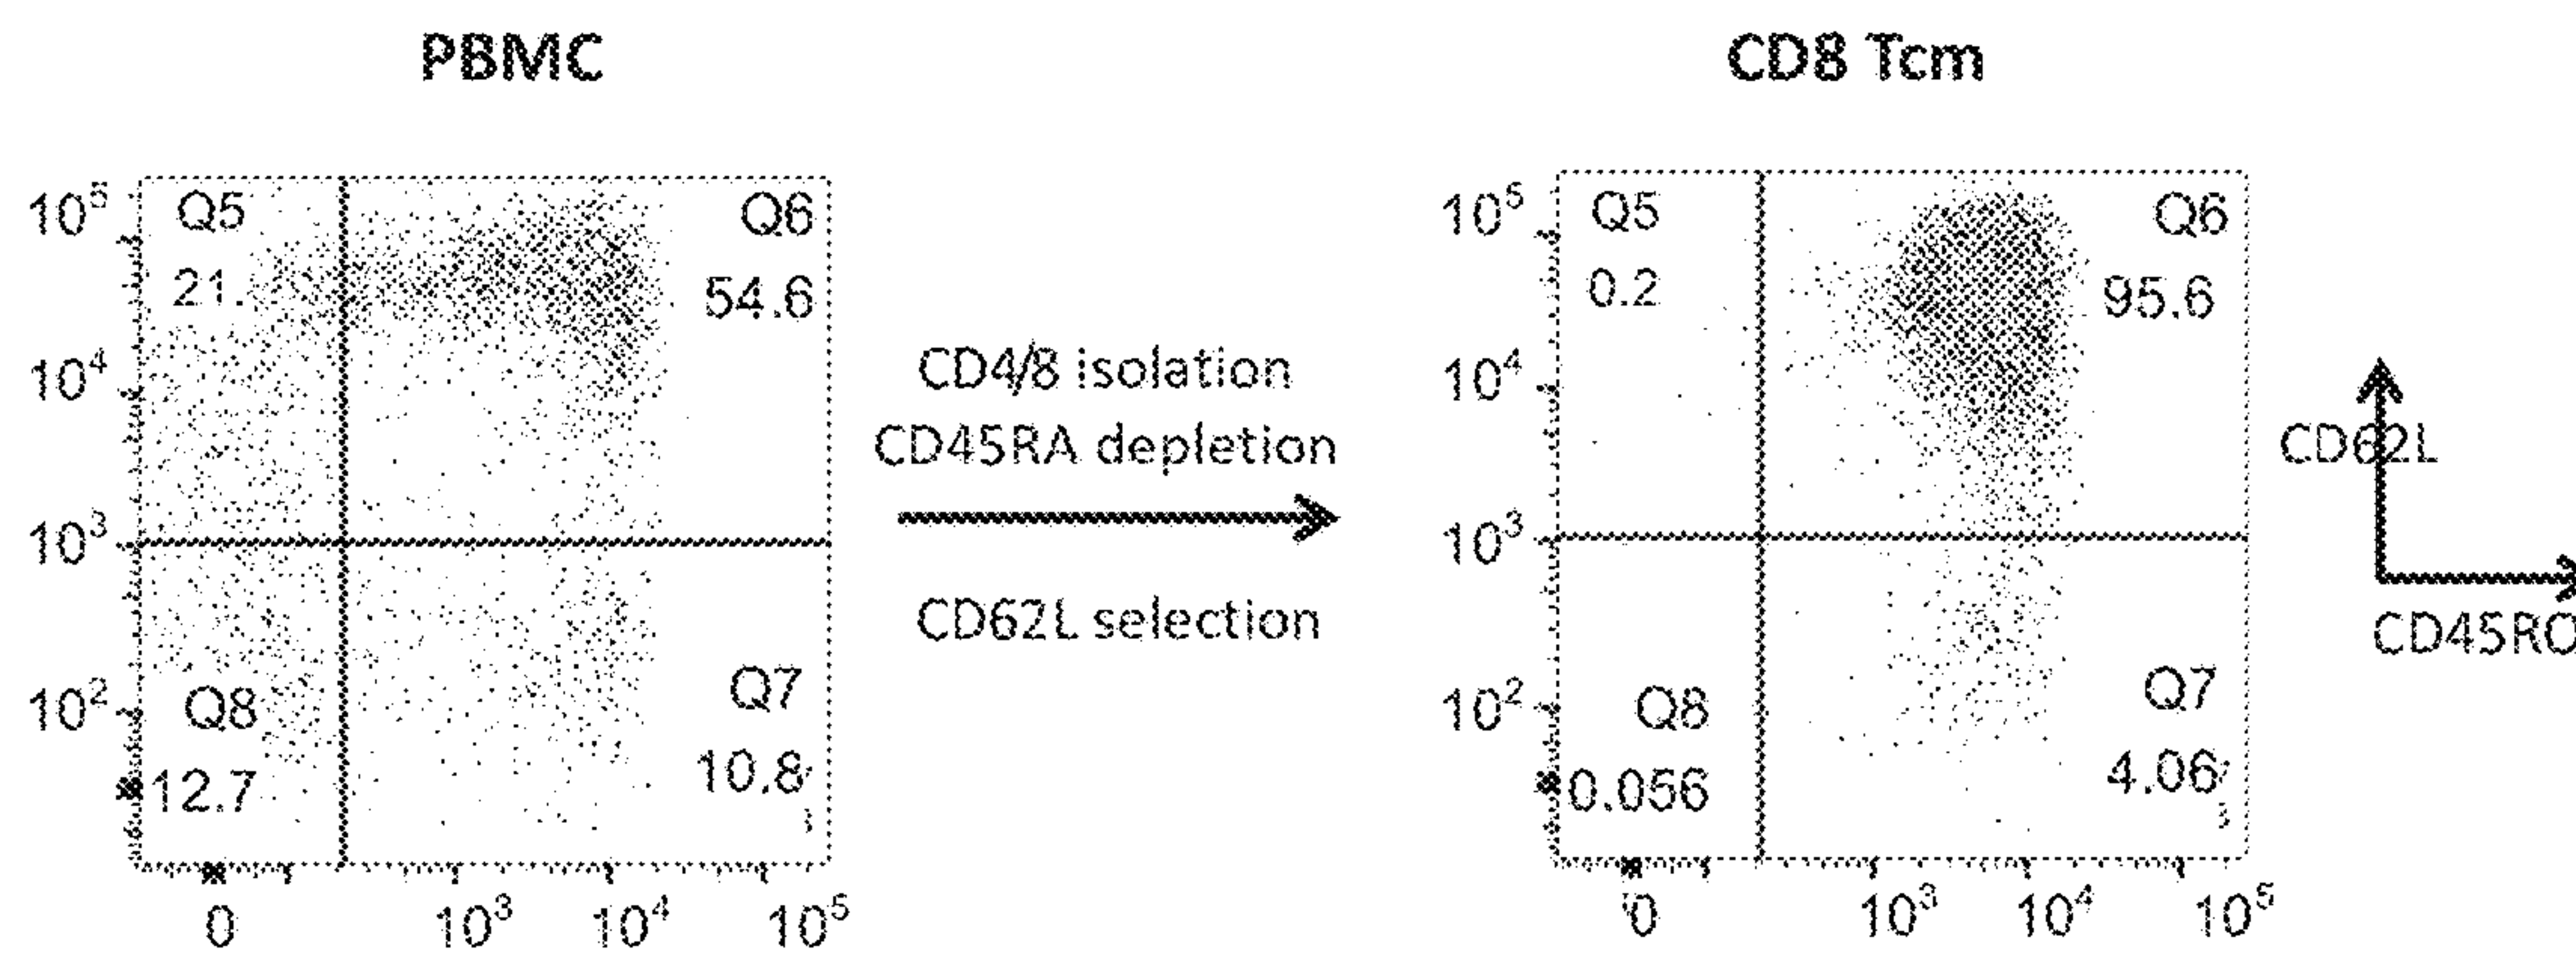 PBMC
CD8 Tcm
10⁵
Q5
Q6
21.
54.6
10⁴
10³
10²
Q8
Q7
12.7
10.8
0
10³
10⁴
10⁵
CD4/8 isolation
CD45RA depletion
CD62L selection
10⁵
Q5
Q6
0.2
95.6
10⁴
10³
10²
Q8
Q7
0.056
4.06
0
10³
10⁴
10⁵
CD62L
CD45RO